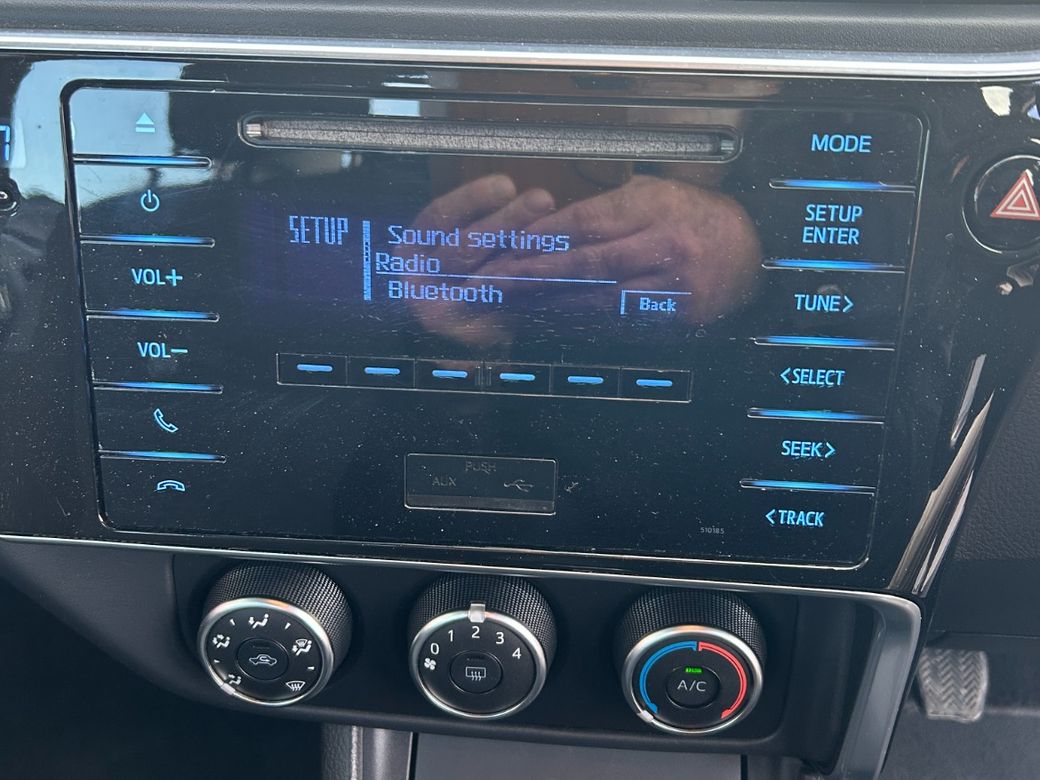 MODE
SETUP
ENTER
VOL+
TUNE>
VOL-
<SELECT
SEEK>
<TRACK
SETUP
Sound settings
Radio
Bluetooth
Back
PUSH
AUX
510185
0 1 2 3 4
A/C